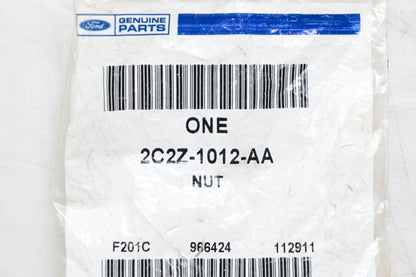 Ford
GENUINE
PARTS
ONE
2C2Z-1012-AA
NUT
F201C 966424 112911